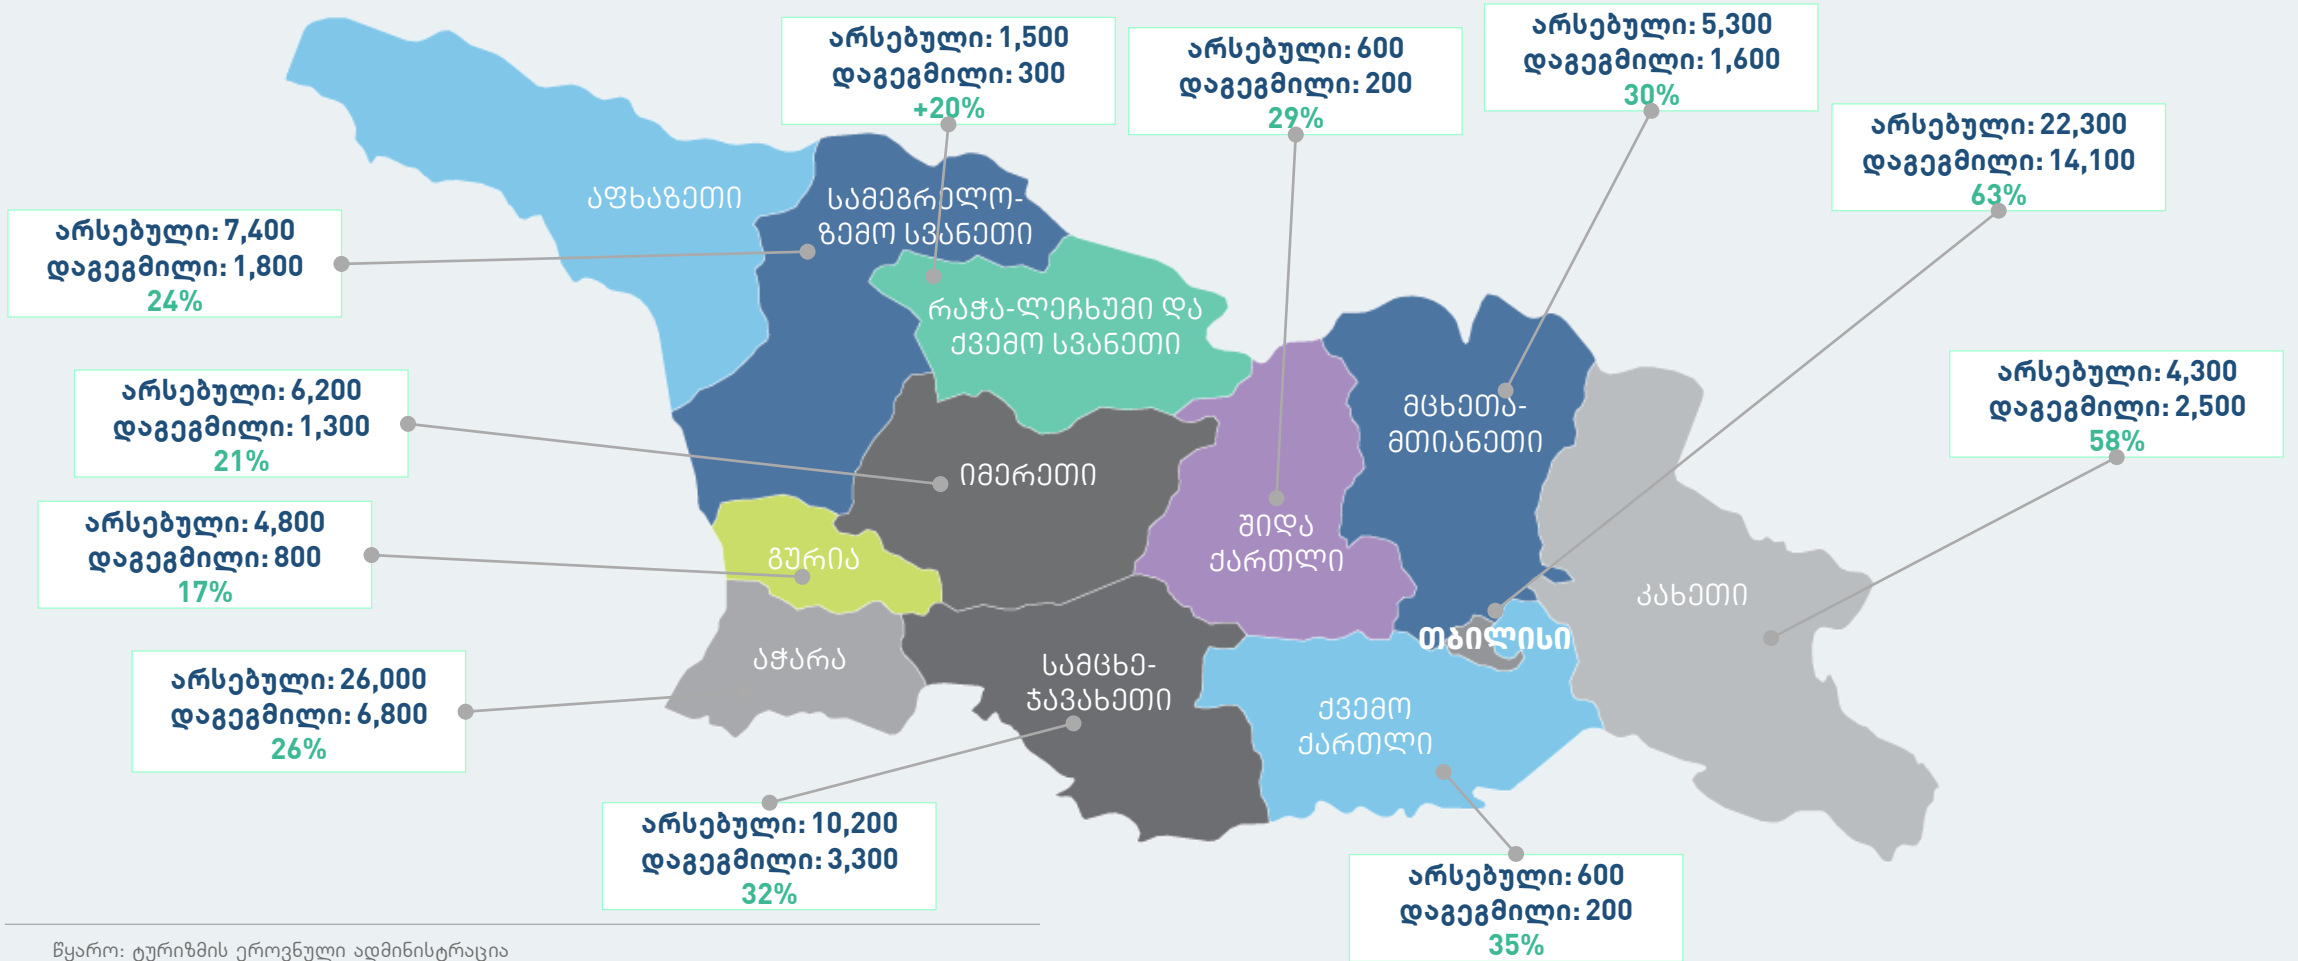 არსებული: 1,500
დაგეგმილი: 300
+20%
არსებული: 600
დაგეგმილი: 200
29%
არსებული: 5,300
დაგეგმილი: 1,600
30%
არსებული: 22,300
დაგეგმილი: 14,100
63%
არსებული: 7,400
დაგეგმილი: 1,800
24%
აფხაზეთი
სამეგრელო-
ზემო სვანეთი
რაჭა-ლეჩხუმი და
ქვემო სვანეთი
არსებული: 6,200
დაგეგმილი: 1,300
21%
იმერეთი
მცხეთა-
მთიანეთი
არსებული: 4,300
დაგეგმილი: 2,500
58%
არსებული: 4,800
დაგეგმილი: 800
17%
გურია
შიდა
ქართლი
კახეთი
თბილისი
არსებული: 26,000
დაგეგმილი: 6,800
26%
აჭარა
სამცხე-
ჯავახეთი
ქვემო
ქართლი
არსებული: 10,200
დაგეგმილი: 3,300
32%
არსებული: 600
დაგეგმილი: 200
35%
წყარო: ტურიზმის ეროვნული ადმინისტრაცია